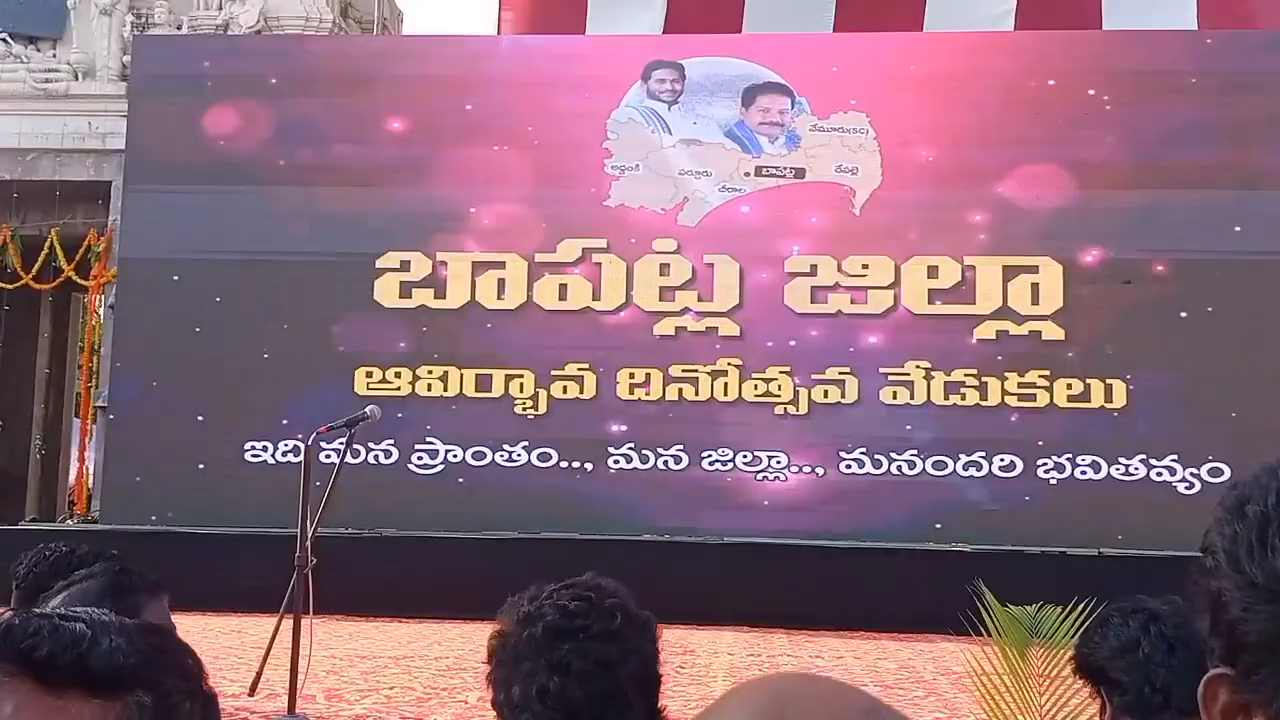 వేమూరు(SC)
అద్దంకి
పర్చూరు
బాపట్ల
రేపల్లె
చీరాల
బాపట్ల జిల్లా
ఆవిర్భావ దినోత్సవ వేడుకలు
ఇది మన ప్రాంతం.., మన జిల్లా.., మనందరి భవితవ్యం